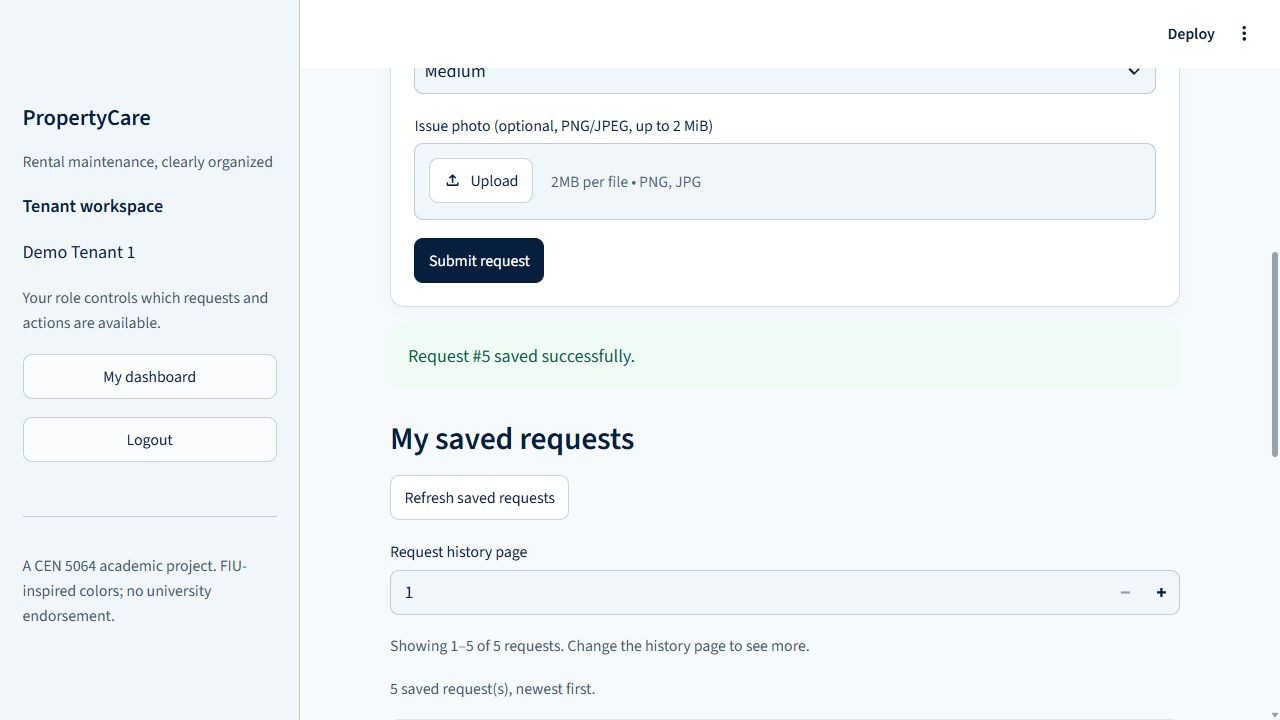 Deploy
PropertyCare
Rental maintenance, clearly organized
Tenant workspace
Demo Tenant 1
Your role controls which requests and
actions are available.
My dashboard
Logout
A CEN 5064 academic project. FIU-
inspired colors; no university
endorsement.
Medium
Issue photo (optional, PNG/JPEG, up to 2 MiB)
Upload
2MB per file • PNG, JPG
Submit request
Request #5 saved successfully.
My saved requests
Refresh saved requests
Request history page
1
Showing 1–5 of 5 requests. Change the history page to see more.
5 saved request(s), newest first.